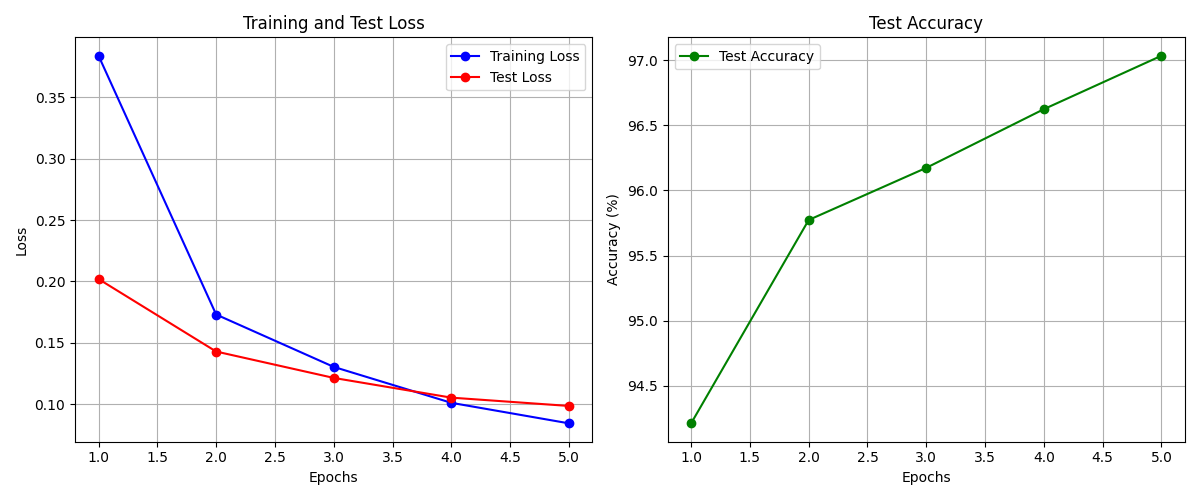 Training and Test Loss
Training Loss
Test Loss
0.35
0.30
0.25
0.20
0.15
0.10
Loss
1.0 1.5 2.0 2.5 3.0 3.5 4.0 4.5 5.0
Epochs
Test Accuracy
Test Accuracy
97.0
96.5
96.0
95.5
95.0
94.5
Accuracy (%)
1.0 1.5 2.0 2.5 3.0 3.5 4.0 4.5 5.0
Epochs